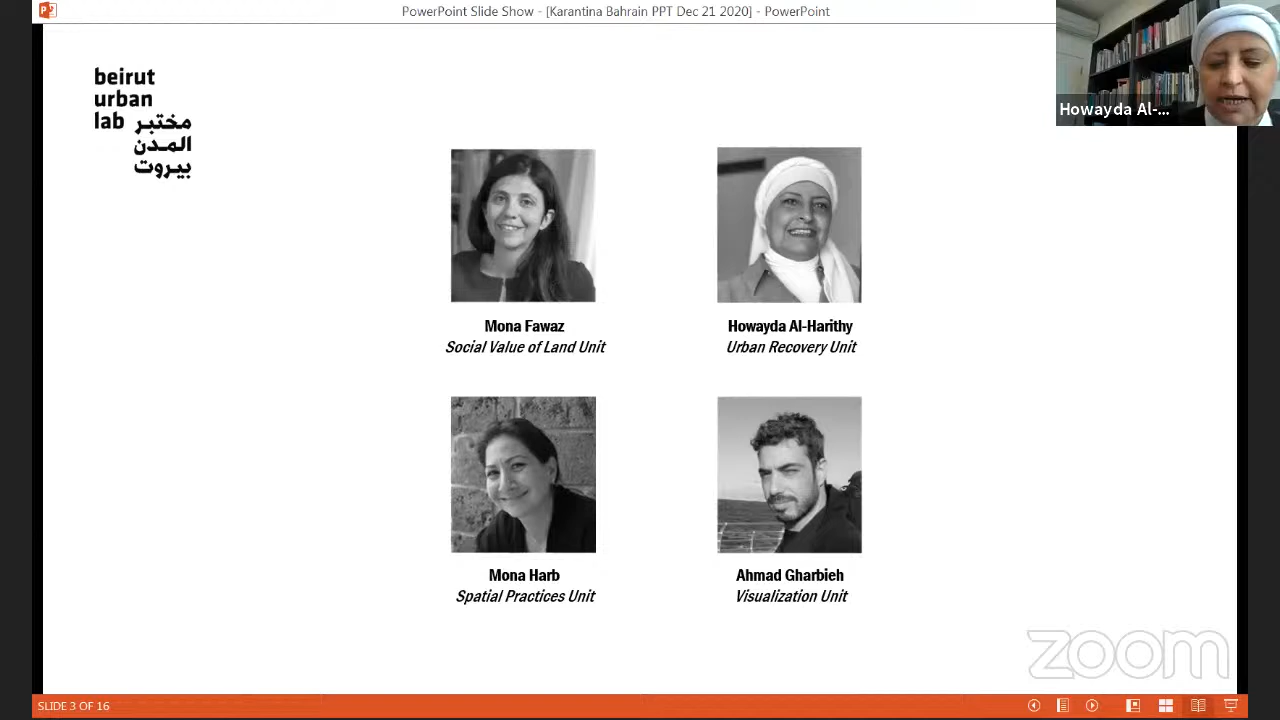 PowerPoint Slide Show - [Karantina Bahrain PPT Dec 21 2020] - PowerPoint
Howayda Al-...
beirut
urban
lab مختبر
المدن
بيروت
Mona Fawaz
Social Value of Land Unit
Howayda Al-Harithy
Urban Recovery Unit
Mona Harb
Spatial Practices Unit
Ahmad Gharbieh
Visualization Unit
zoom
SLIDE 3 OF 16